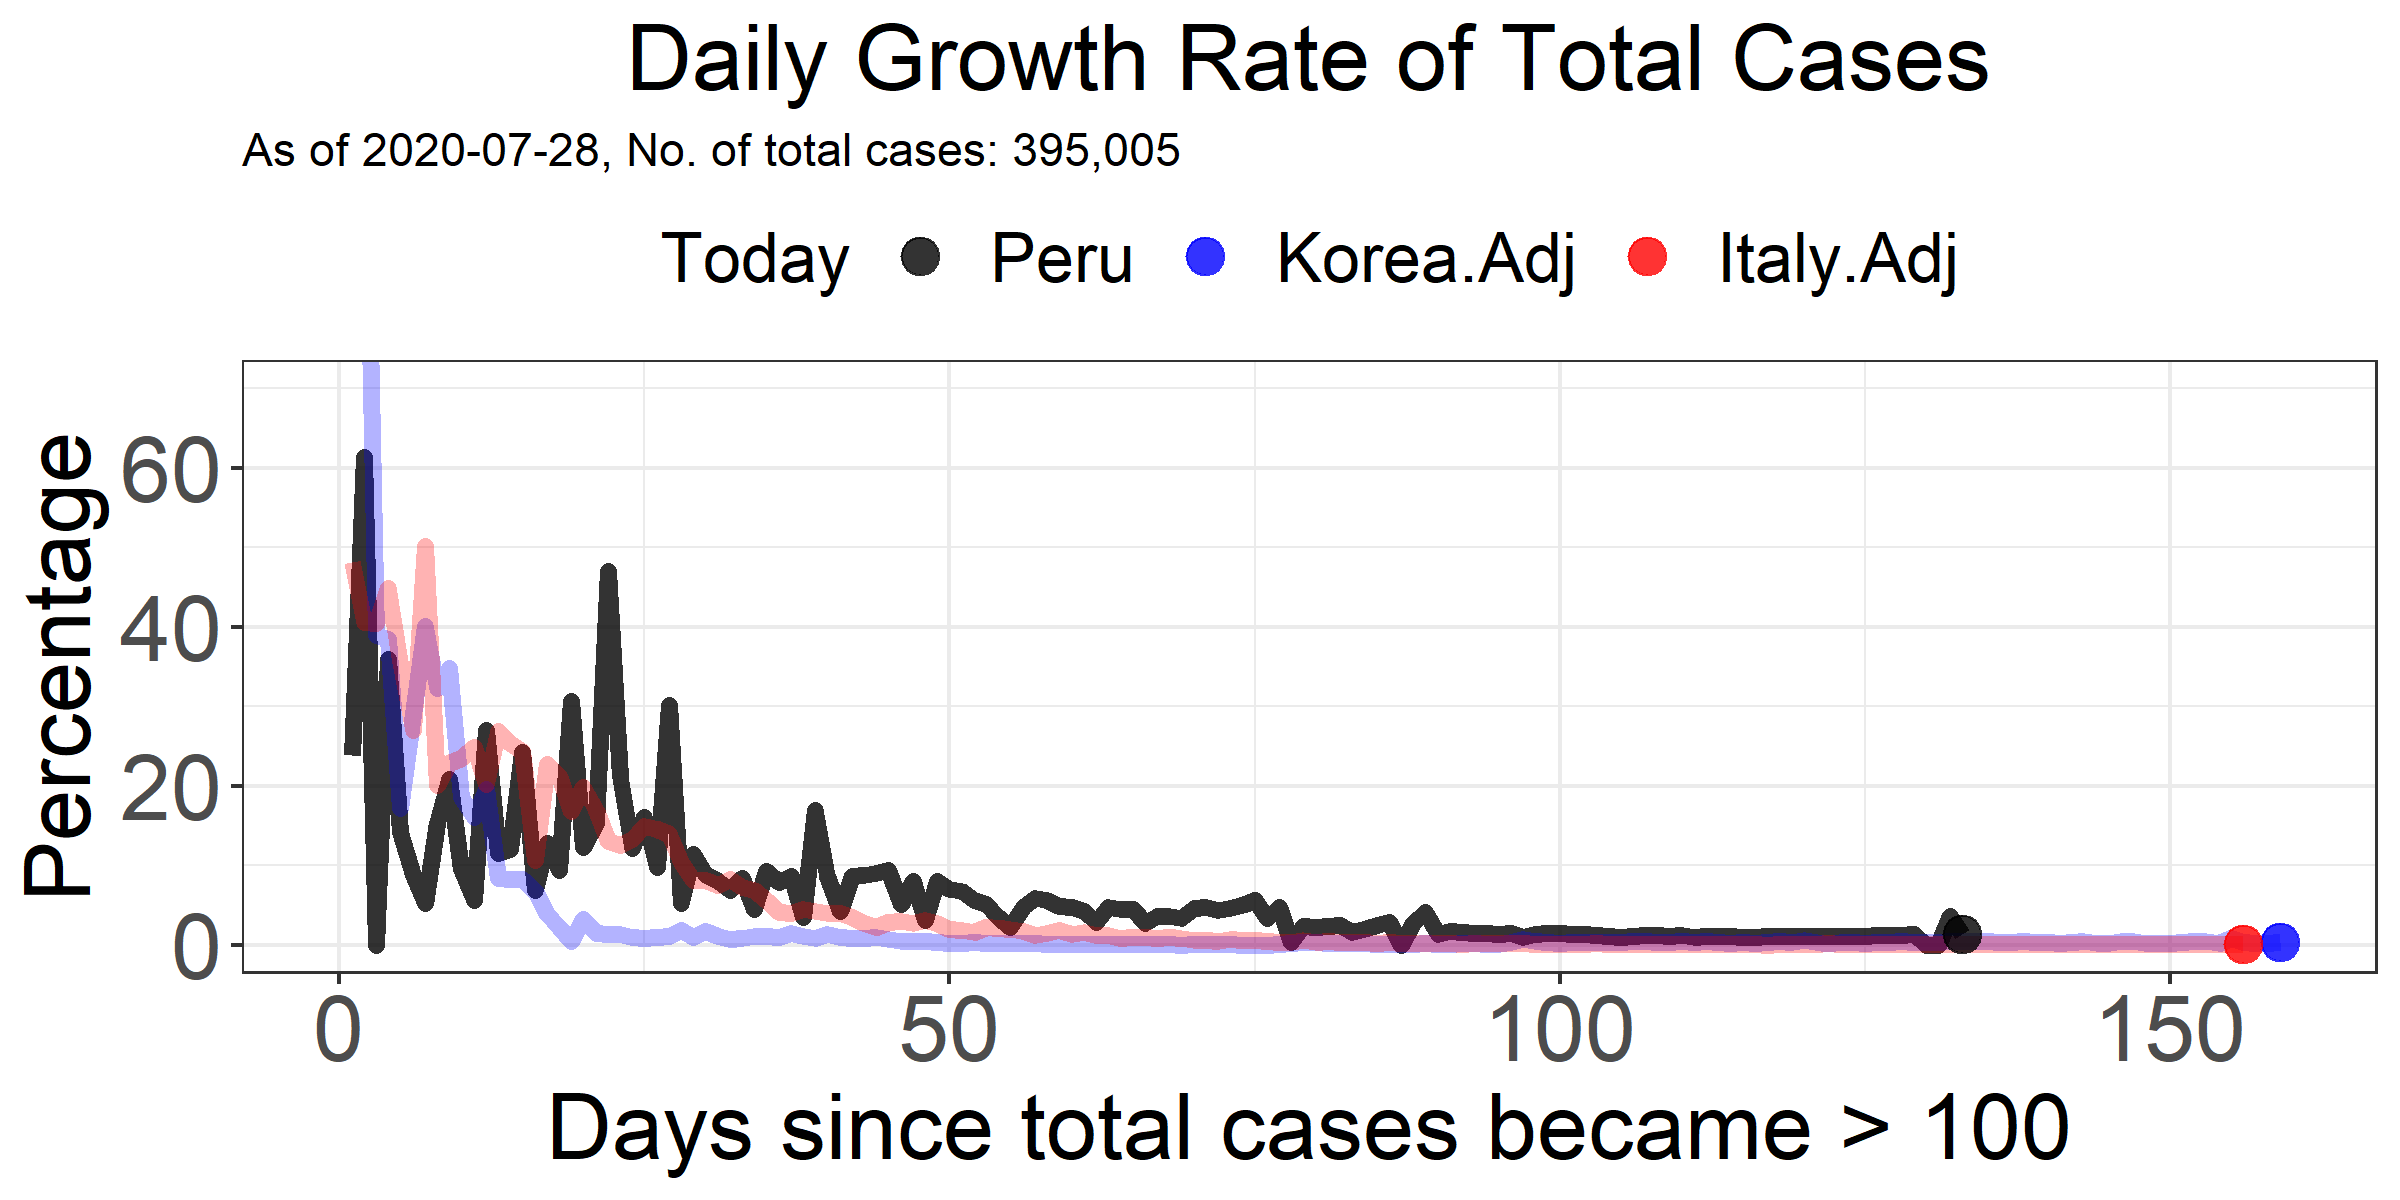 Daily Growth Rate of Total Cases
As of 2020-07-28, No. of total cases: 395,005
Today Peru Korea.Adj Italy.Adj
Percentage
60
40
20
0
0 50 100 150
Days since total cases became > 100